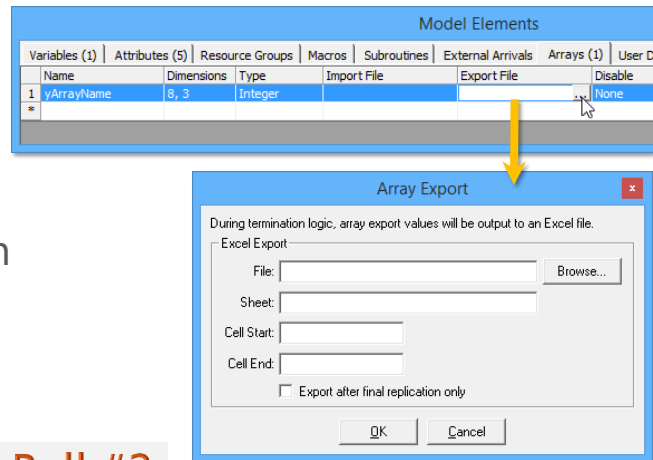 Model Elements
Variables (1) Attributes (5) Resource Groups Macros Subroutines External Arrivals Arrays (1) User D
Name Dimensions Type Import File Export File Disable
1 yArrayName 8, 3 Integer ... None
*
Array Export
x
During termination logic, array export values will be output to an Excel file.
Excel Export
File: Browse...
Sheet:
Cell Start:
Cell End:
Export after final replication only
OK Cancel
n